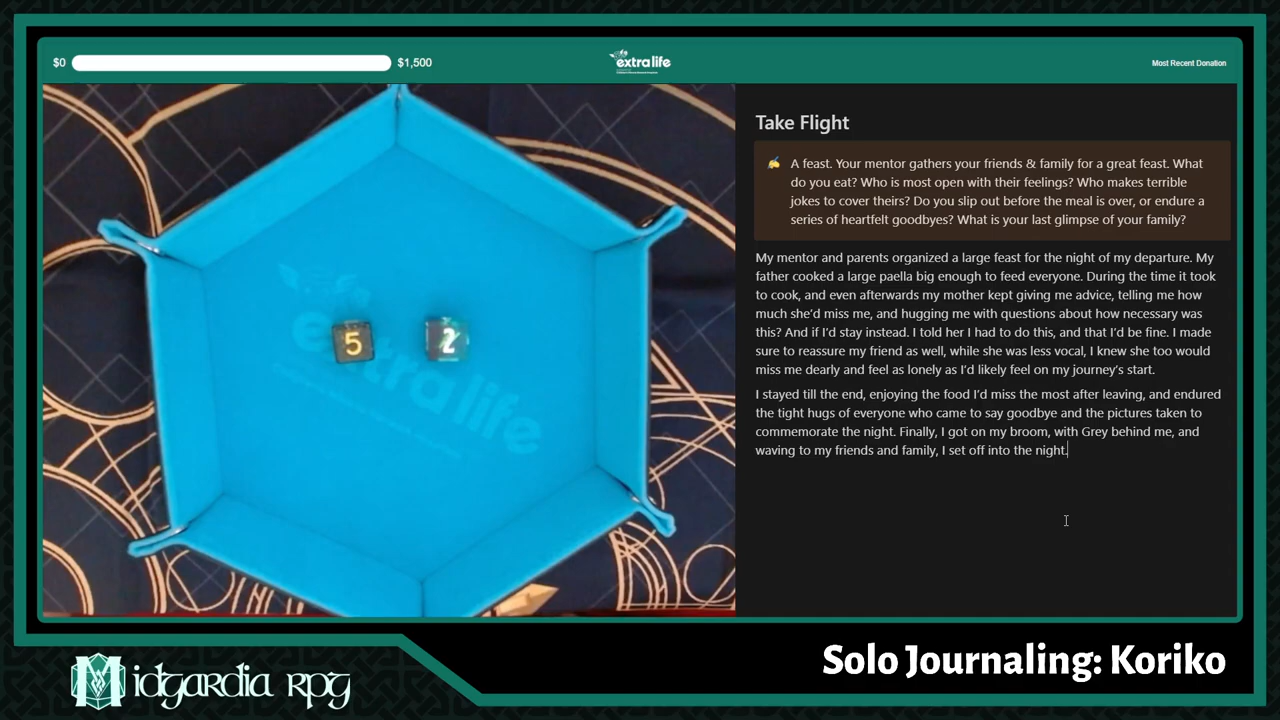 $0
$1,500
extra life
Most Recent Donation
Take Flight
A feast. Your mentor gathers your friends & family for a great feast. What
do you eat? Who is most open with their feelings? Who makes terrible
jokes to cover theirs? Do you slip out before the meal is over, or endure a
series of heartfelt goodbyes? What is your last glimpse of your family?
My mentor and parents organized a large feast for the night of my departure. My
father cooked a large paella big enough to feed everyone. During the time it took
to cook, and even afterwards my mother kept giving me advice, telling me how
much she’d miss me, and hugging me with questions about how necessary was
this? And if I’d stay instead. I told her I had to do this, and that I’d be fine. I made
sure to reassure my friend as well, while she was less vocal, I knew she too would
miss me dearly and feel as lonely as I’d likely feel on my journey’s start.
I stayed till the end, enjoying the food I’d miss the most after leaving, and endured
the tight hugs of everyone who came to say goodbye and the pictures taken to
commemorate the night. Finally, I got on my broom, with Grey behind me, and
waving to my friends and family, I set off into the night.
5 2
extra life
Midgardia RPG
Solo Journaling: Koriko